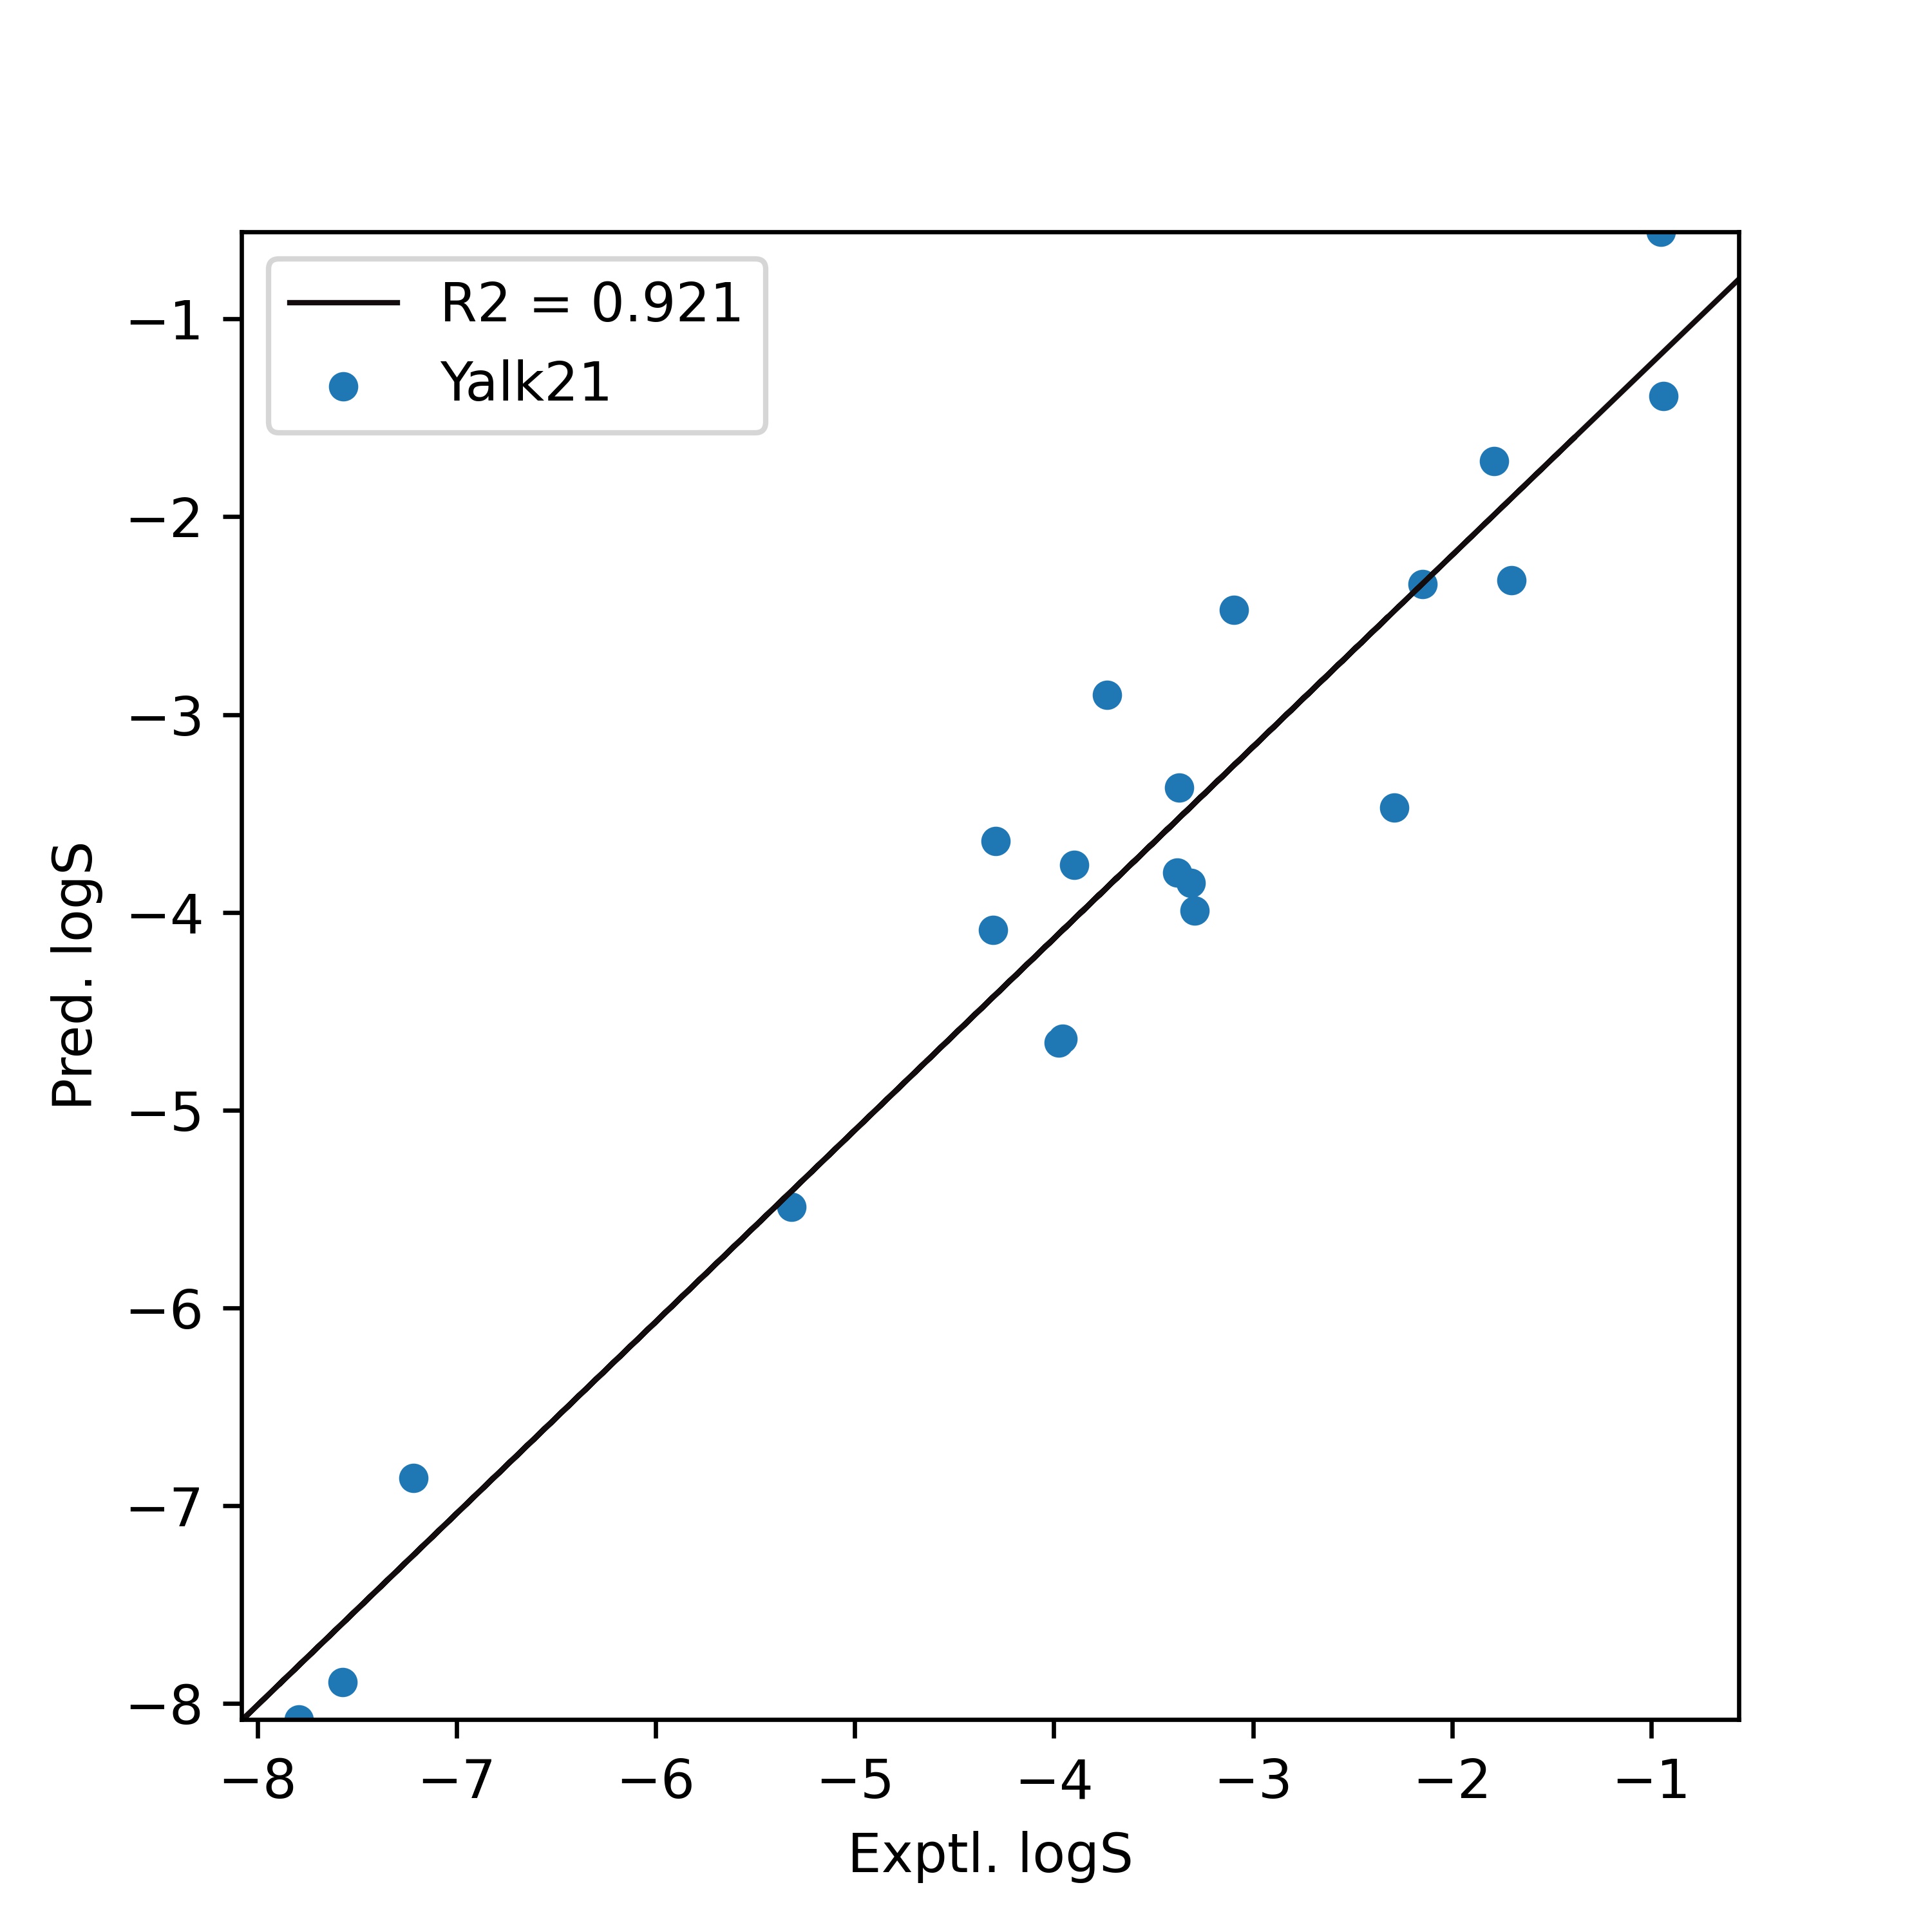 R2 = 0.921
Yalk21
−1
−2
−3
−4
−5
−6
−7
−8
Pred. logS
−8 −7 −6 −5 −4 −3 −2 −1
Exptl. logS